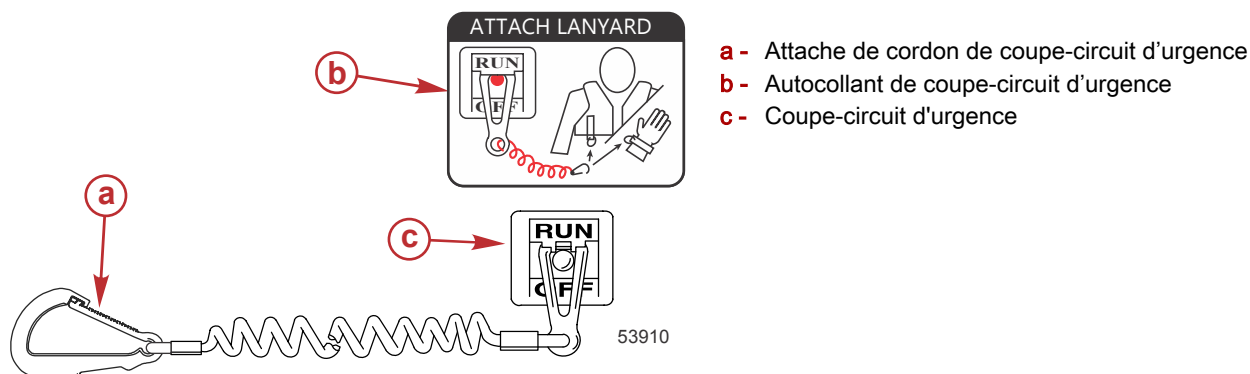 ATTACH LANYARD
RUN
OFF
b
a - Attache de cordon de coupe-circuit d’urgence
b - Autocollant de coupe-circuit d’urgence
c - Coupe-circuit d'urgence
a
c
RUN
OFF
53910